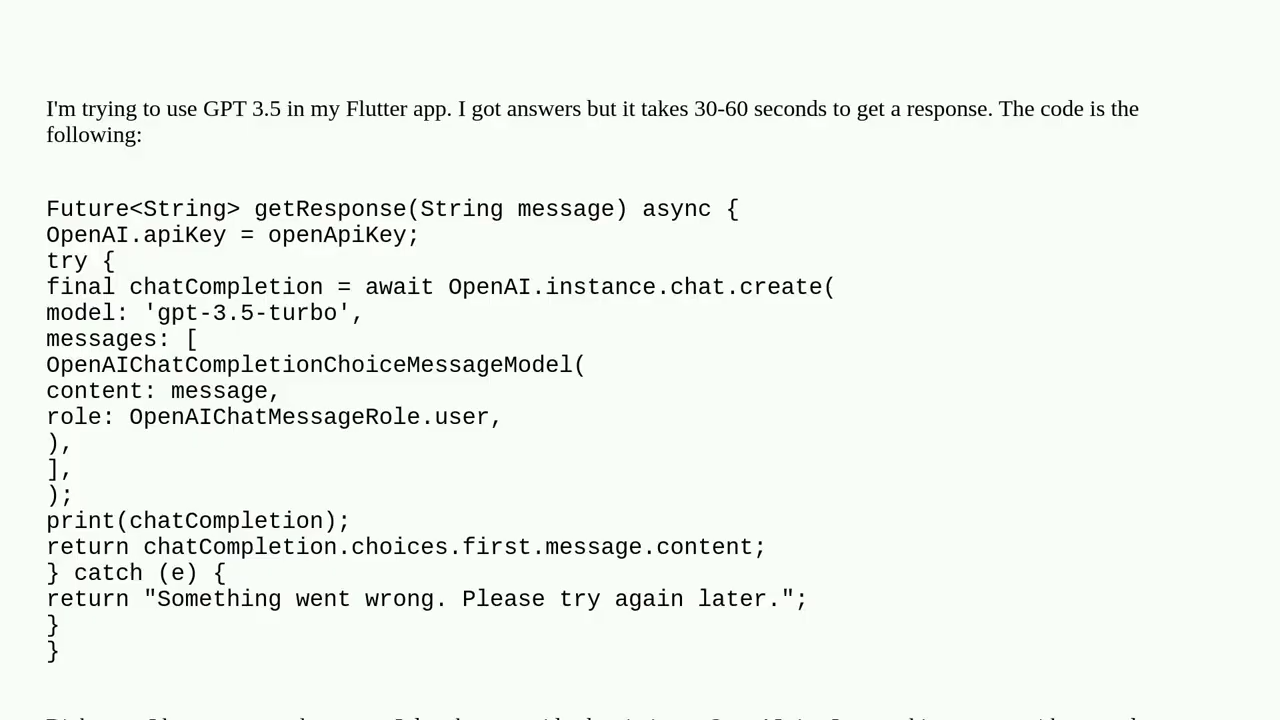 I'm trying to use GPT 3.5 in my Flutter app. I got answers but it takes 30-60 seconds to get a response. The code is the
following:
Future<String> getResponse(String message) async {
OpenAI.apiKey = openApiKey;
try {
final chatCompletion = await OpenAI.instance.chat.create(
model: 'gpt-3.5-turbo',
messages: [
OpenAIChatCompletionChoiceMessageModel(
content: message,
role: OpenAIChatMessageRole.user,
),
],
);
print(chatCompletion);
return chatCompletion.choices.first.message.content;
} catch (e) {
return "Something went wrong. Please try again later.";
}
}